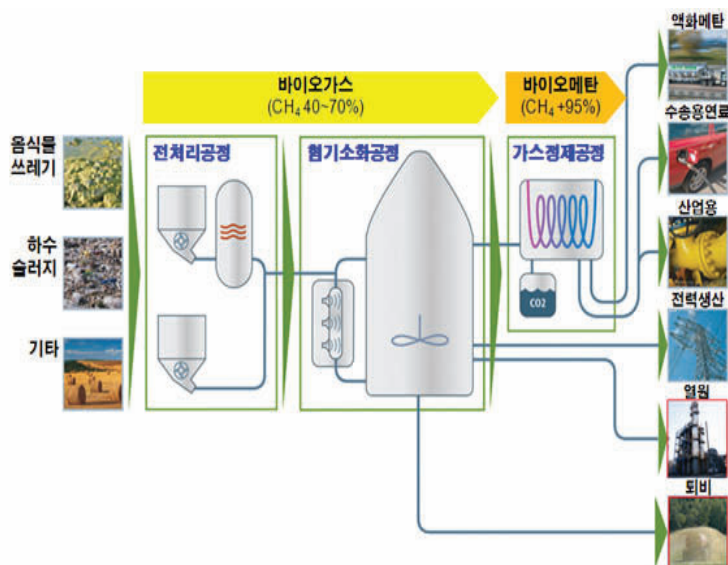 액화메탄
바이오가스
(CH₄ 40~70%)
바이오메탄
(CH₄ +95%)
수송용연료
음식물
쓰레기
전처리공정
혐기소화공정
가스정제공정
산업용
하수
슬러지
CO2
전력생산
기타
열원
퇴비